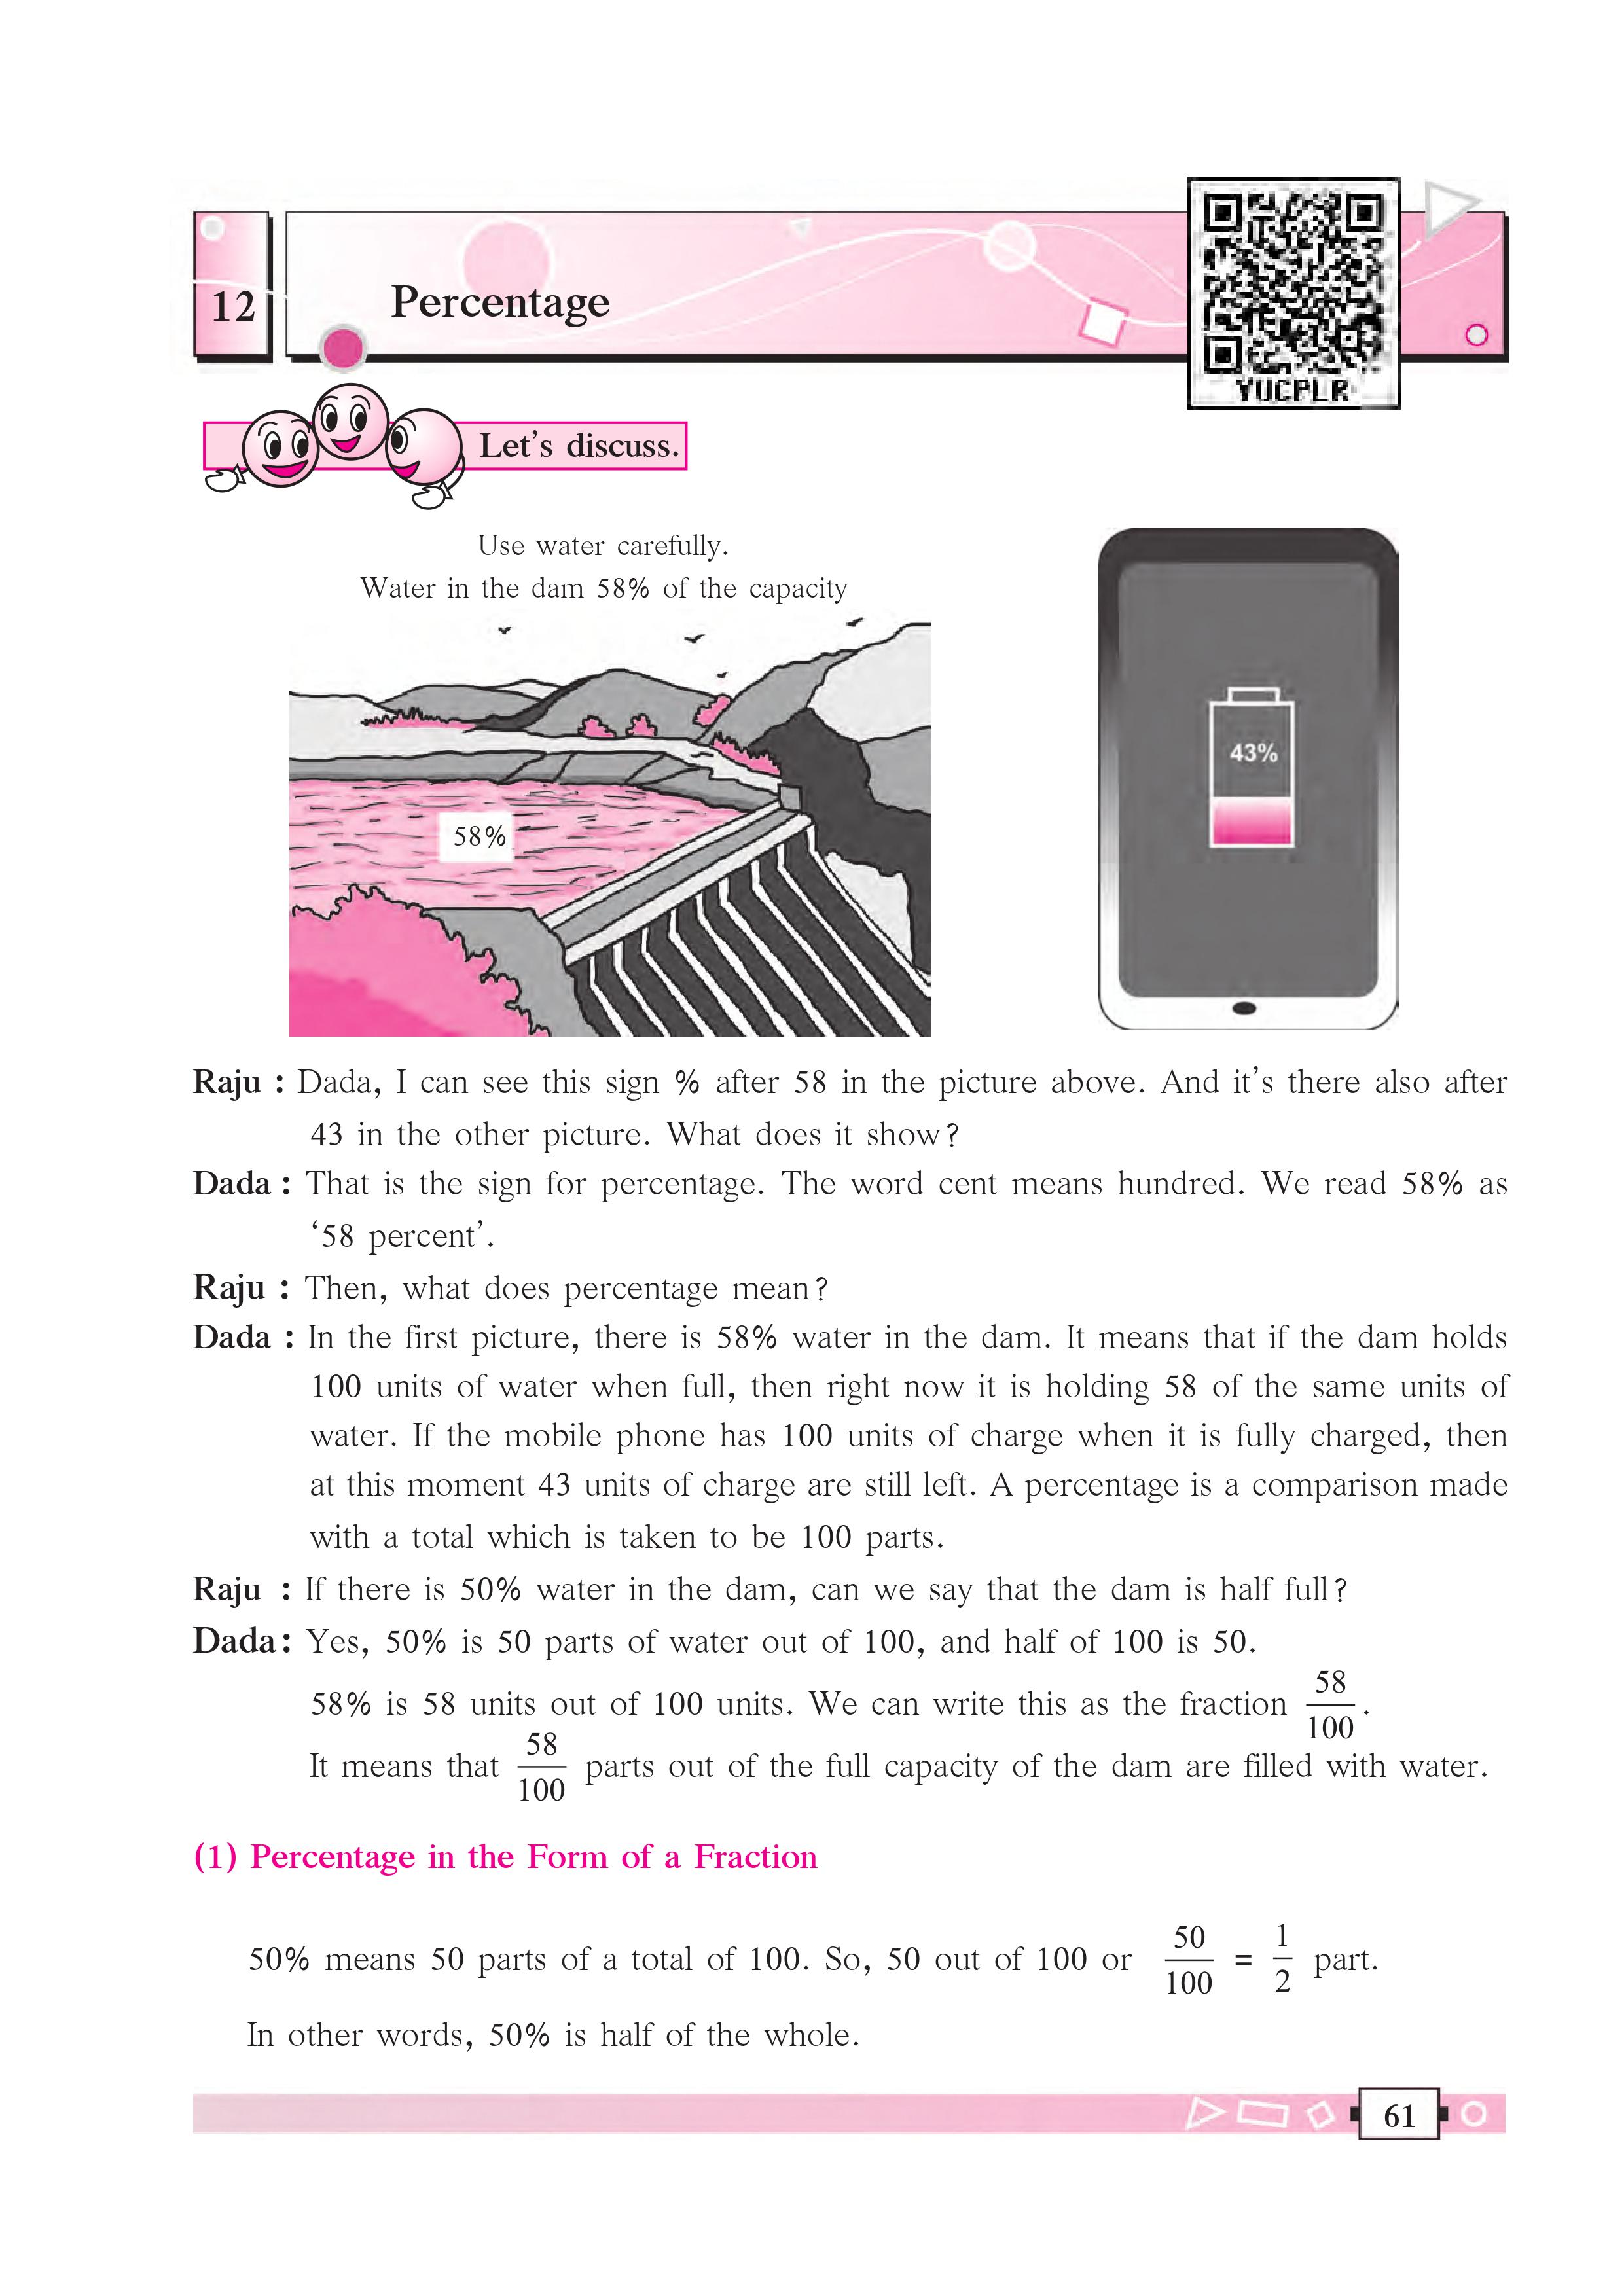 12
Percentage
YUCPLR
Let’s discuss.
Use water carefully.
Water in the dam 58% of the capacity
58%
43%
Raju : Dada, I can see this sign % after 58 in the picture above. And it’s there also after
43 in the other picture. What does it show?
Dada : That is the sign for percentage. The word cent means hundred. We read 58% as
‘58 percent’.
Raju : Then, what does percentage mean?
Dada : In the first picture, there is 58% water in the dam. It means that if the dam holds
100 units of water when full, then right now it is holding 58 of the same units of
water. If the mobile phone has 100 units of charge when it is fully charged, then
at this moment 43 units of charge are still left. A percentage is a comparison made
with a total which is taken to be 100 parts.
Raju : If there is 50% water in the dam, can we say that the dam is half full?
Dada: Yes, 50% is 50 parts of water out of 100, and half of 100 is 50.
58% is 58 units out of 100 units. We can write this as the fraction 58/100.
It means that 58/100 parts out of the full capacity of the dam are filled with water.
(1) Percentage in the Form of a Fraction
50% means 50 parts of a total of 100. So, 50 out of 100 or 50/100 = 1/2 part.
In other words, 50% is half of the whole.
61